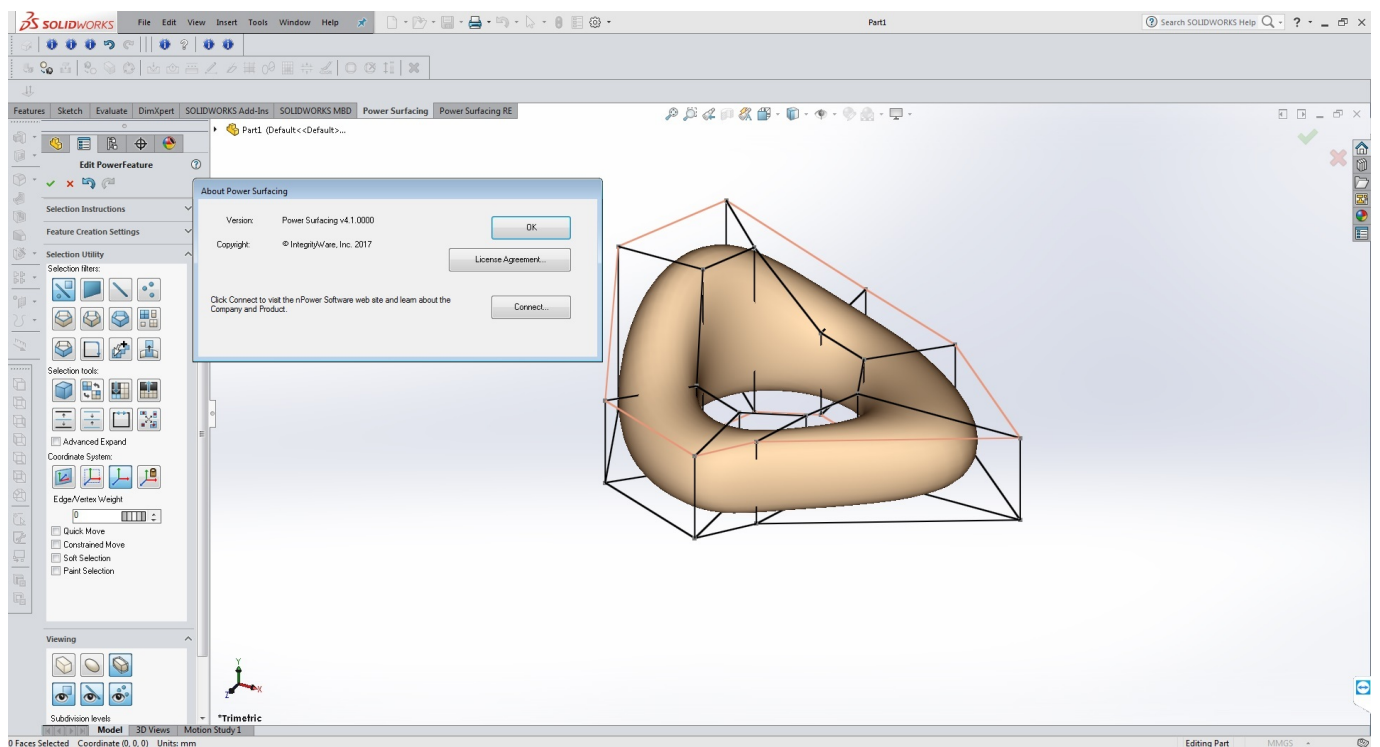 SOLIDWORKS File Edit View Insert Tools Window Help Part1 Search SOLIDWORKS Help
Features Sketch Evaluate DimXpert SOLIDWORKS Add-Ins SOLIDWORKS MBD Power Surfacing Power Surfacing RE
Part1 (Default<<Default>...
Edit PowerFeature
Selection Instructions
Feature Creation Settings
Selection Utility
Selection filters:
Selection tools:
Advanced Expand
Coordinate System:
Edge/Vertex Weight
0
Quick Move
Constrained Move
Soft Selection
Paint Selection
Viewing
Subdivision levels
About Power Surfacing
Version: Power Surfacing v4.1.0000
OK
Copyright: © IntegrityWare, Inc. 2017
License Agreement...
Click Connect to visit the nPower Software web site and learn about the
Company and Product.
Connect...
Y
Z
X
*Trimetric
Model 3D Views Motion Study 1
0 Faces Selected Coordinate (0, 0, 0) Units: mm Editing Part MMGS